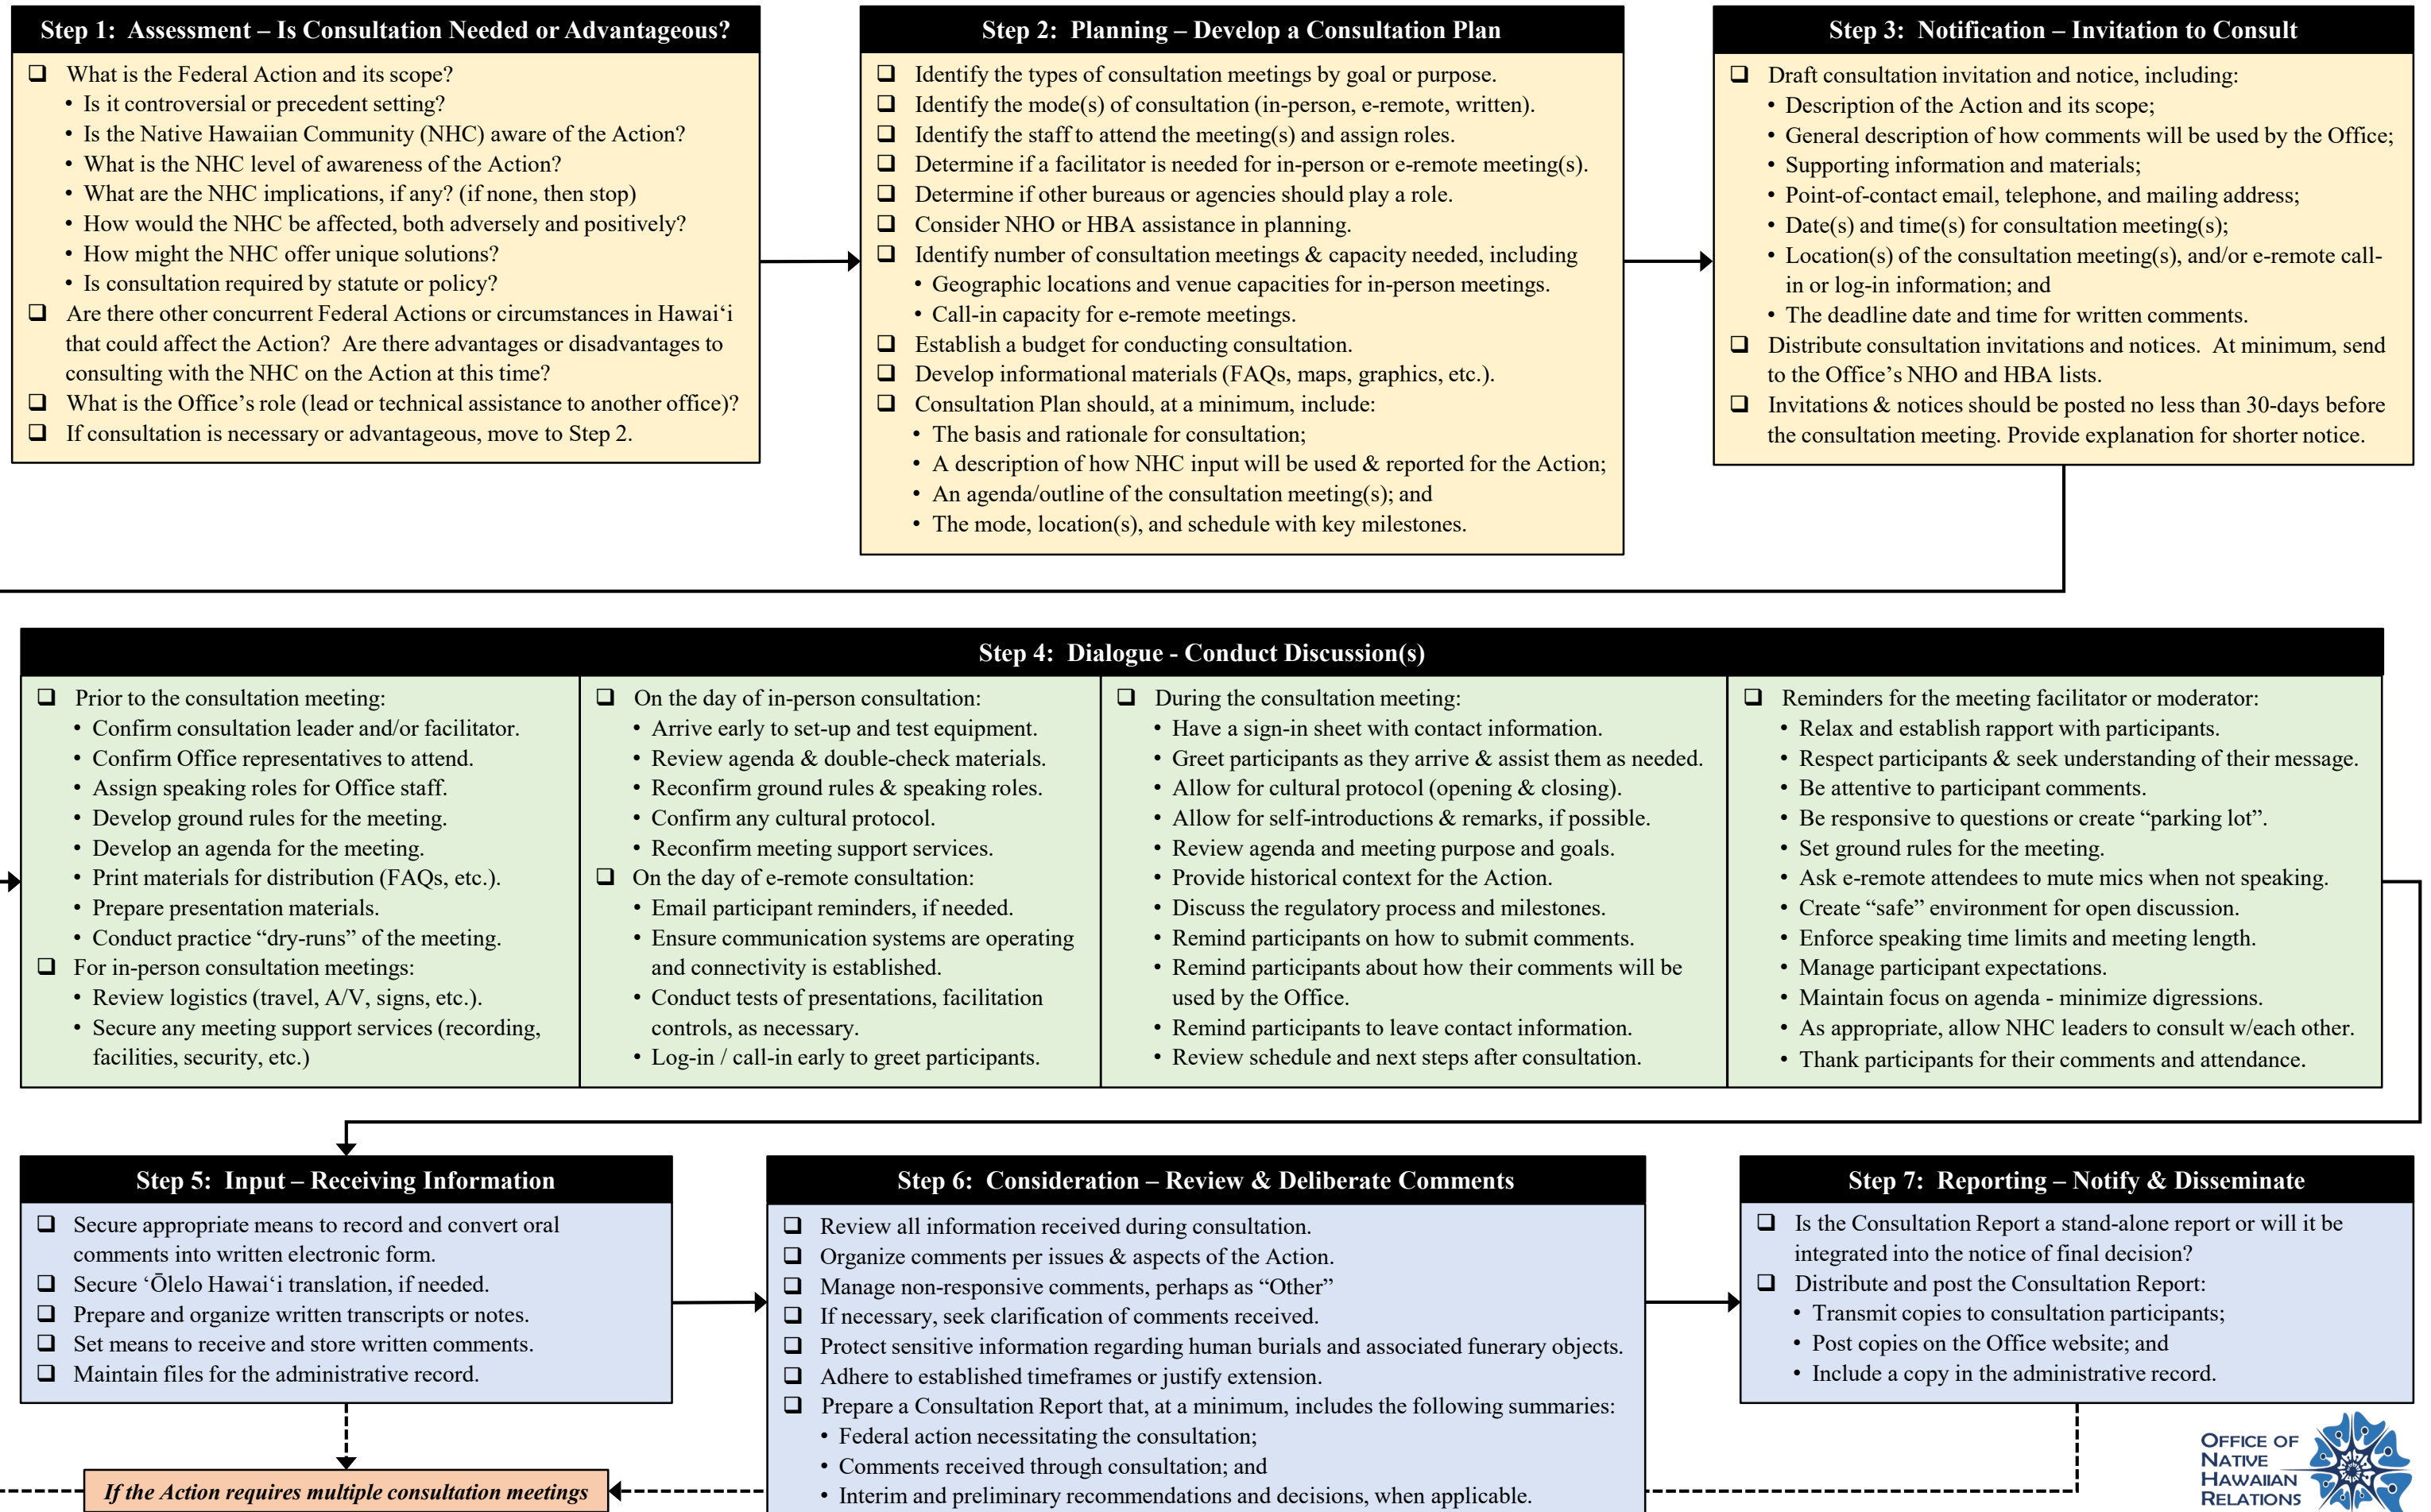 Step 1:  Assessment – Is Consultation Needed or Advantageous?
❑ What is the Federal Action and its scope?
• Is it controversial or precedent setting?
• Is the Native Hawaiian Community (NHC) aware of the Action?
• What is the NHC level of awareness of the Action?
• What are the NHC implications, if any? (if none, then stop)
• How would the NHC be affected, both adversely and positively?
• How might the NHC offer unique solutions?
• Is consultation required by statute or policy?
❑ Are there other concurrent Federal Actions or circumstances in Hawai‘i
that could affect the Action?  Are there advantages or disadvantages to
consulting with the NHC on the Action at this time?
❑ What is the Office’s role (lead or technical assistance to another office)?
❑ If consultation is necessary or advantageous, move to Step 2.
Step 2:  Planning – Develop a Consultation Plan
❑ Identify the types of consultation meetings by goal or purpose.
❑ Identify the mode(s) of consultation (in-person, e-remote, written).
❑ Identify the staff to attend the meeting(s) and assign roles.
❑ Determine if a facilitator is needed for in-person or e-remote meeting(s).
❑ Determine if other bureaus or agencies should play a role.
❑ Consider NHO or HBA assistance in planning.
❑ Identify number of consultation meetings & capacity needed, including
• Geographic locations and venue capacities for in-person meetings.
• Call-in capacity for e-remote meetings.
❑ Establish a budget for conducting consultation.
❑ Develop informational materials (FAQs, maps, graphics, etc.).
❑ Consultation Plan should, at a minimum, include:
• The basis and rationale for consultation;
• A description of how NHC input will be used & reported for the Action;
• An agenda/outline of the consultation meeting(s); and
• The mode, location(s), and schedule with key milestones.
Step 3:  Notification – Invitation to Consult
❑ Draft consultation invitation and notice, including:
• Description of the Action and its scope;
• General description of how comments will be used by the Office;
• Supporting information and materials;
• Point-of-contact email, telephone, and mailing address;
• Date(s) and time(s) for consultation meeting(s);
• Location(s) of the consultation meeting(s), and/or e-remote call-
in or log-in information; and
• The deadline date and time for written comments.
❑ Distribute consultation invitations and notices.  At minimum, send
to the Office’s NHO and HBA lists.
❑ Invitations & notices should be posted no less than 30-days before
the consultation meeting. Provide explanation for shorter notice.
Step 4:  Dialogue - Conduct Discussion(s)
❑ Prior to the consultation meeting:
• Confirm consultation leader and/or facilitator.
• Confirm Office representatives to attend.
• Assign speaking roles for Office staff.
• Develop ground rules for the meeting.
• Develop an agenda for the meeting.
• Print materials for distribution (FAQs, etc.).
• Prepare presentation materials.
• Conduct practice “dry-runs” of the meeting.
❑ For in-person consultation meetings:
• Review logistics (travel, A/V, signs, etc.).
• Secure any meeting support services (recording,
facilities, security, etc.)
❑ On the day of in-person consultation:
• Arrive early to set-up and test equipment.
• Review agenda & double-check materials.
• Reconfirm ground rules & speaking roles.
• Confirm any cultural protocol.
• Reconfirm meeting support services.
❑ On the day of e-remote consultation:
• Email participant reminders, if needed.
• Ensure communication systems are operating
and connectivity is established.
• Conduct tests of presentations, facilitation
controls, as necessary.
• Log-in / call-in early to greet participants.
❑ During the consultation meeting:
• Have a sign-in sheet with contact information.
• Greet participants as they arrive & assist them as needed.
• Allow for cultural protocol (opening & closing).
• Allow for self-introductions & remarks, if possible.
• Review agenda and meeting purpose and goals.
• Provide historical context for the Action.
• Discuss the regulatory process and milestones.
• Remind participants on how to submit comments.
• Remind participants about how their comments will be
used by the Office.
• Remind participants to leave contact information.
• Review schedule and next steps after consultation.
❑ Reminders for the meeting facilitator or moderator:
• Relax and establish rapport with participants.
• Respect participants & seek understanding of their message.
• Be attentive to participant comments.
• Be responsive to questions or create “parking lot”.
• Set ground rules for the meeting.
• Ask e-remote attendees to mute mics when not speaking.
• Create “safe” environment for open discussion.
• Enforce speaking time limits and meeting length.
• Manage participant expectations.
• Maintain focus on agenda - minimize digressions.
• As appropriate, allow NHC leaders to consult w/each other.
• Thank participants for their comments and attendance.
Step 5:  Input – Receiving Information
❑ Secure appropriate means to record and convert oral
comments into written electronic form.
❑ Secure ‘Ōlelo Hawai‘i translation, if needed.
❑ Prepare and organize written transcripts or notes.
❑ Set means to receive and store written comments.
❑ Maintain files for the administrative record.
If the Action requires multiple consultation meetings
Step 6:  Consideration – Review & Deliberate Comments
❑ Review all information received during consultation.
❑ Organize comments per issues & aspects of the Action.
❑ Manage non-responsive comments, perhaps as “Other”
❑ If necessary, seek clarification of comments received.
❑ Protect sensitive information regarding human burials and associated funerary objects.
❑ Adhere to established timeframes or justify extension.
❑ Prepare a Consultation Report that, at a minimum, includes the following summaries:
• Federal action necessitating the consultation;
• Comments received through consultation; and
• Interim and preliminary recommendations and decisions, when applicable.
Step 7:  Reporting – Notify & Disseminate
❑ Is the Consultation Report a stand-alone report or will it be
integrated into the notice of final decision?
❑ Distribute and post the Consultation Report:
• Transmit copies to consultation participants;
• Post copies on the Office website; and
• Include a copy in the administrative record.
OFFICE OF
NATIVE
HAWAIIAN
RELATIONS